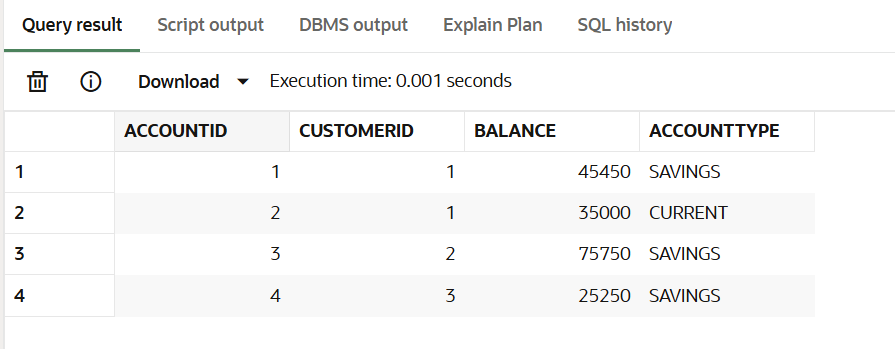 Query result Script output DBMS output Explain Plan SQL history
Download Execution time: 0.001 seconds
ACCOUNTID CUSTOMERID BALANCE ACCOUNTTYPE
1 1 1 45450 SAVINGS
2 2 1 35000 CURRENT
3 3 2 75750 SAVINGS
4 4 3 25250 SAVINGS